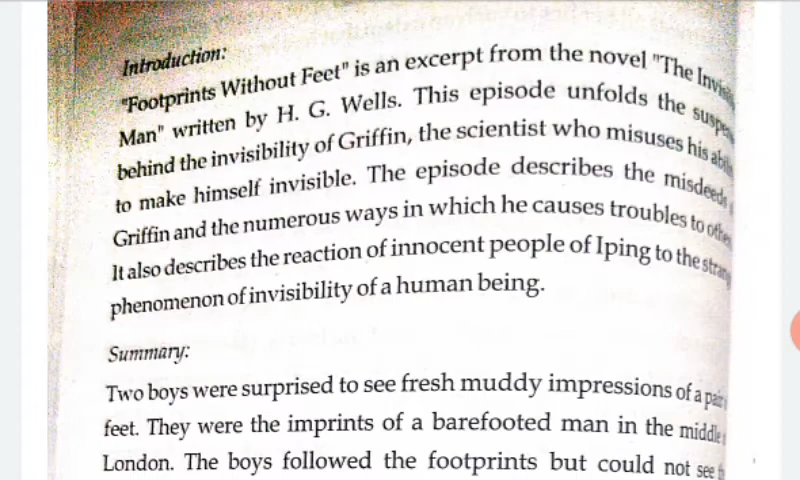 Introduction:
"Footprints Without Feet" is an excerpt from the novel "The
Man" written by H. G. Wells. This episode unfolds the
behind the invisibility of Griffin, the scientist who misuses his
to make himself invisible. The episode describes the misdeeds
Griffin and the numerous ways in which he causes troubles to
It also describes the reaction of innocent people of Iping to the
phenomenon of invisibility of a human being.
Summary:
Two boys were surprised to see fresh muddy impressions of a
feet. They were the imprints of a barefooted man in the middle
London. The boys followed the footprints but could not see